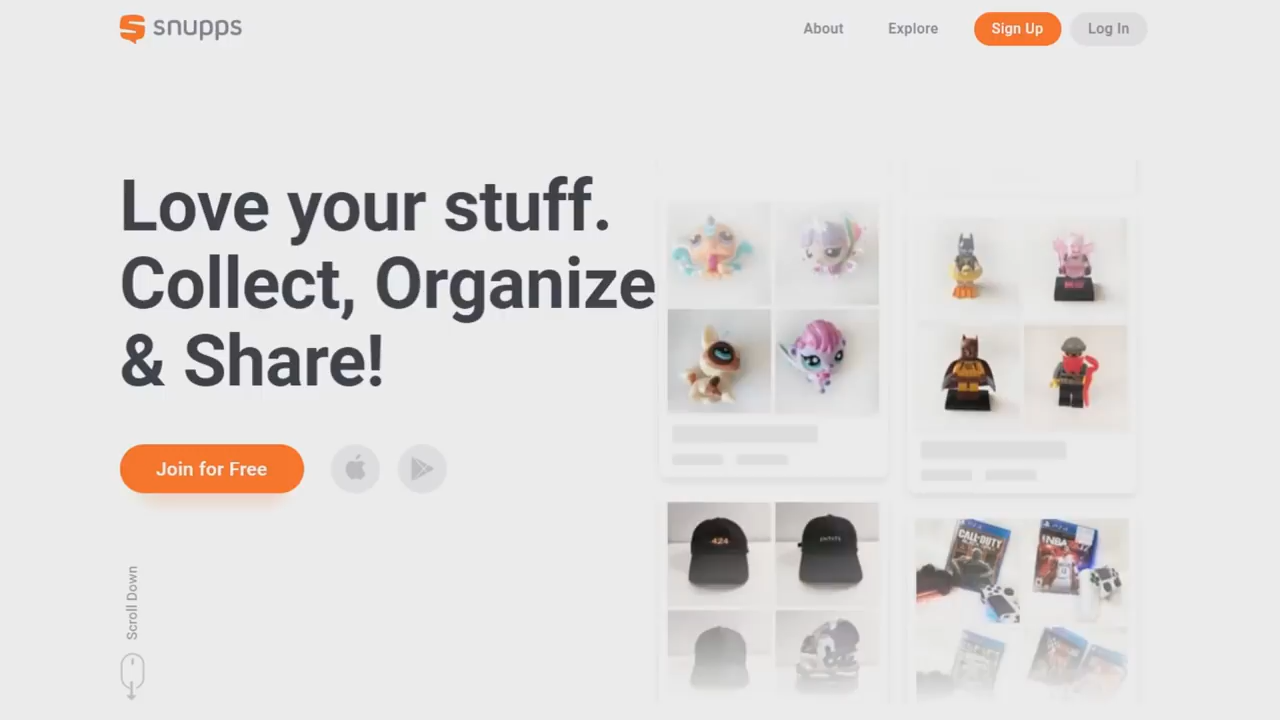 snupps
About
Explore
Sign Up
Log In
Love your stuff.
Collect, Organize
& Share!
Join for Free
Scroll Down
424
CALL OF DUTY
NBA